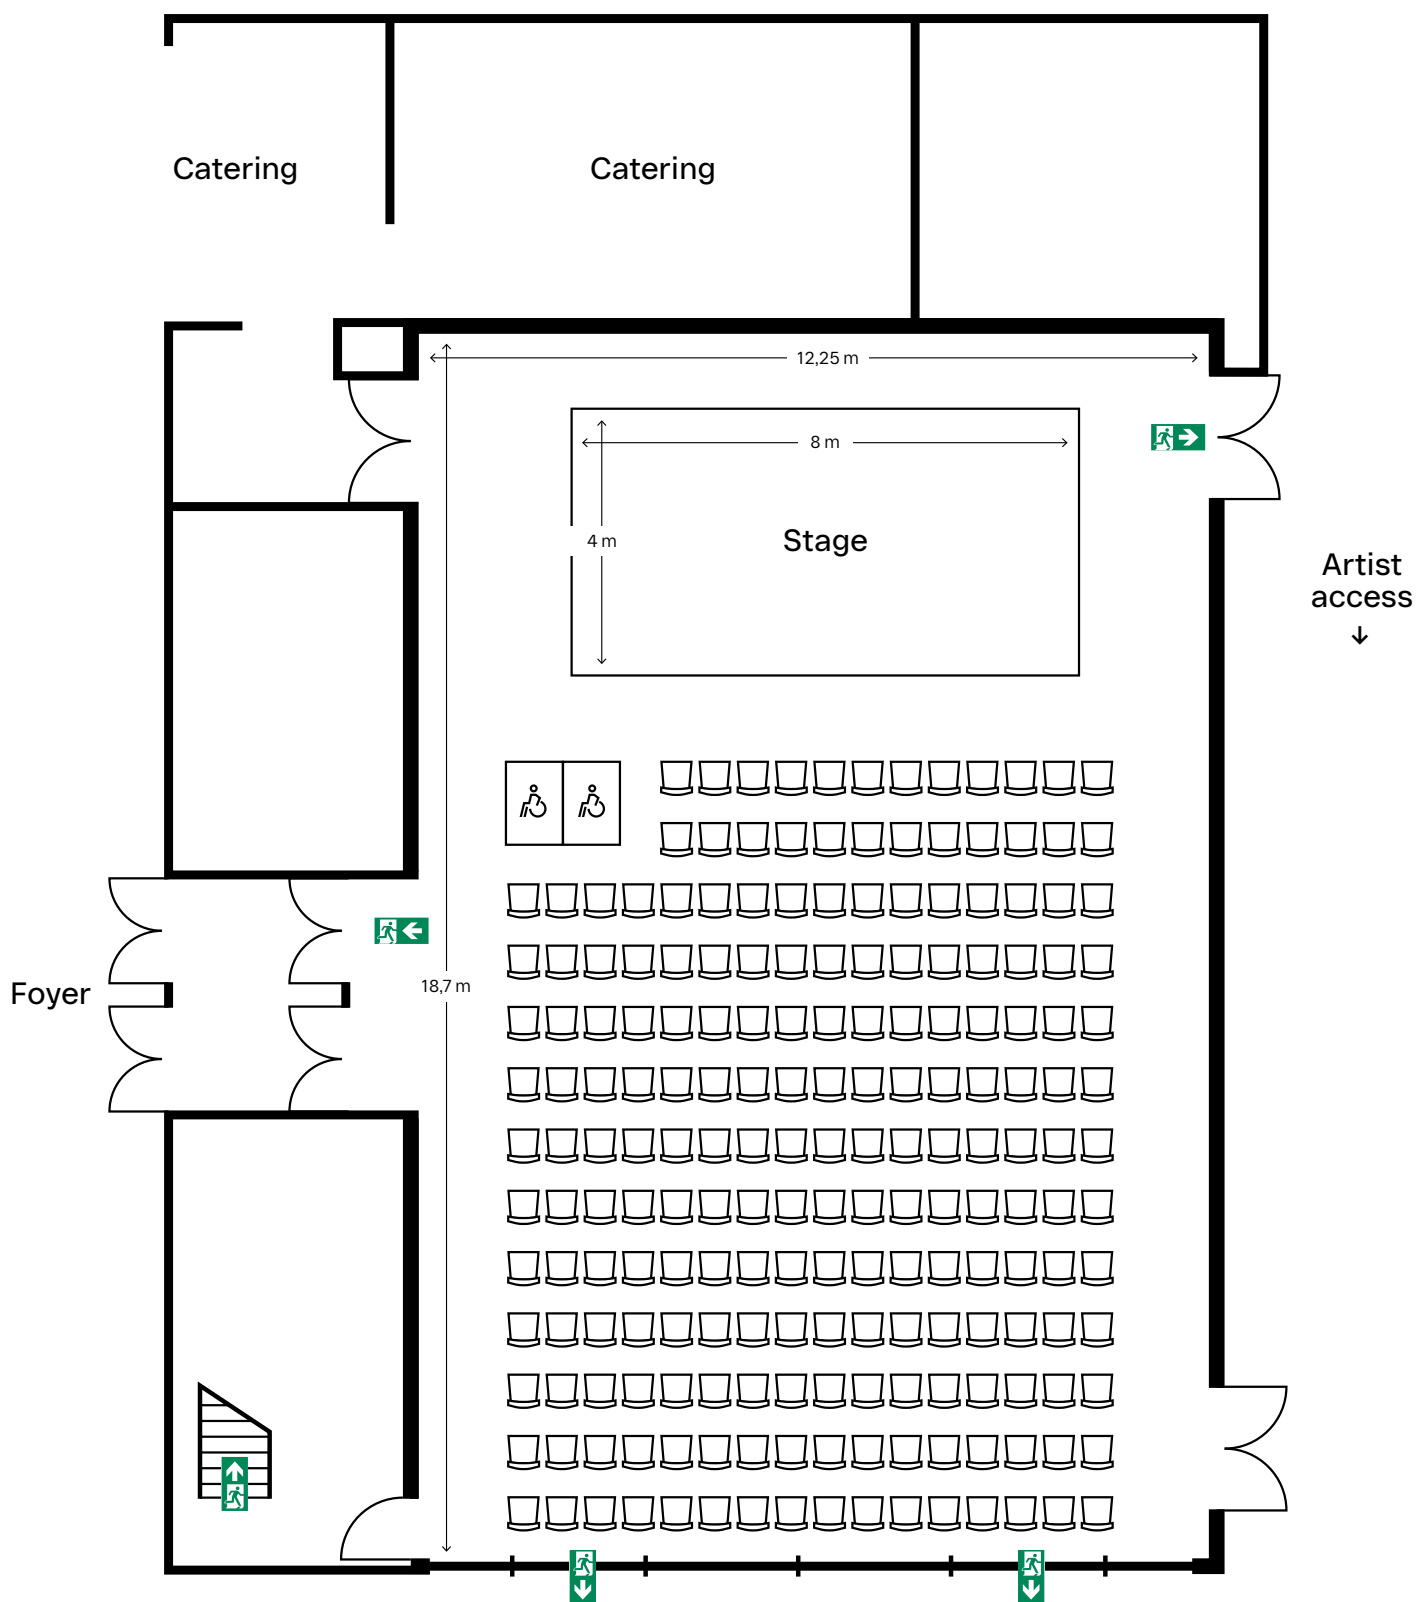 Catering
Catering
12,25 m
8 m
4 m
Stage
Artist
access
Foyer
18,7 m